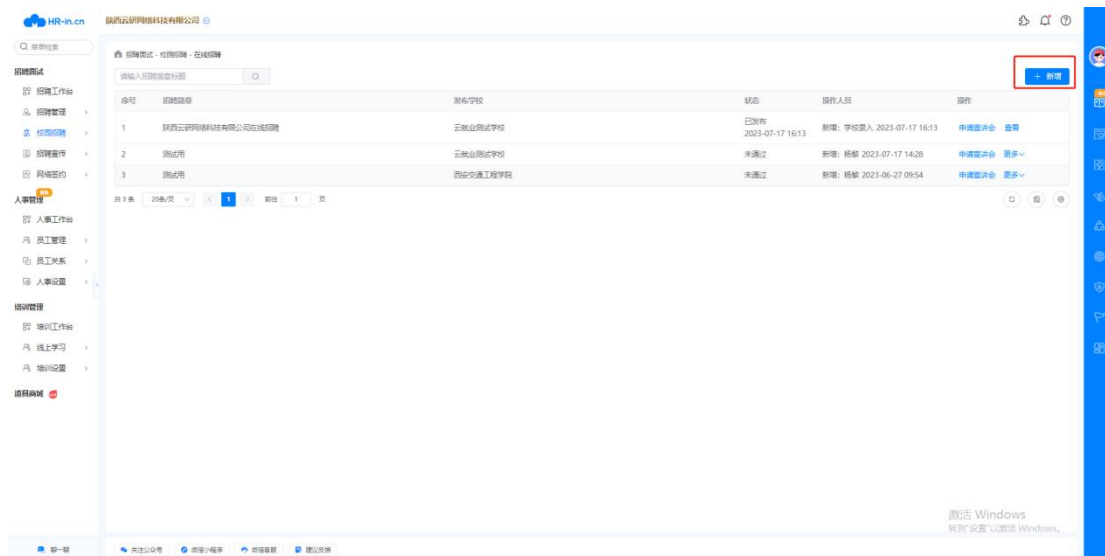 HR-in.cn
陕西云研网络科技有限公司
菜单检索
招聘面试 - 校园招聘 - 在线招聘
请输入招聘简章标题
+ 新增
招聘面试
招聘工作台
招聘管理
校园招聘
招聘宣传
网络签约
人事管理
人事工作台
员工管理
员工关系
人事设置
培训管理
培训工作台
线上学习
培训设置
道具商城
序号 招聘简章 发布学校 状态 操作人员 操作
1 陕西云研网络科技有限公司在线招聘 云就业测试学校 已发布 2023-07-17 16:13 新增: 学校录入 2023-07-17 16:13 申请宣讲会 查看
2 测试用 云就业测试学校 未通过 新增: 杨黎 2023-07-17 14:28 申请宣讲会 更多
3 测试用 西安交通工程学院 未通过 新增: 杨黎 2023-06-27 09:54 申请宣讲会 更多
共 3 条 20条/页 1 前往 1 页
激活 Windows
转到"设置"以激活 Windows。
聊一聊 关注公众号 微信小程序 微信客服 建议反馈